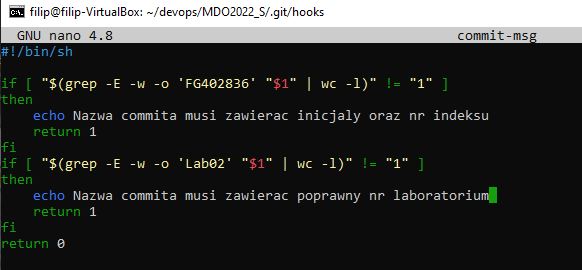 filip@filip-VirtualBox: ~/devops/MDO2022_S/.git/hooks
GNU nano 4.8 commit-msg
#!/bin/sh
if [ "$(grep -E -w -o 'FG402836' "$1" | wc -l)" != "1" ]
then
echo Nazwa commita musi zawierac inicjaly oraz nr indeksu
return 1
fi
if [ "$(grep -E -w -o 'Lab02' "$1" | wc -l)" != "1" ]
then
echo Nazwa commita musi zawierac poprawny nr laboratorium
return 1
fi
return 0